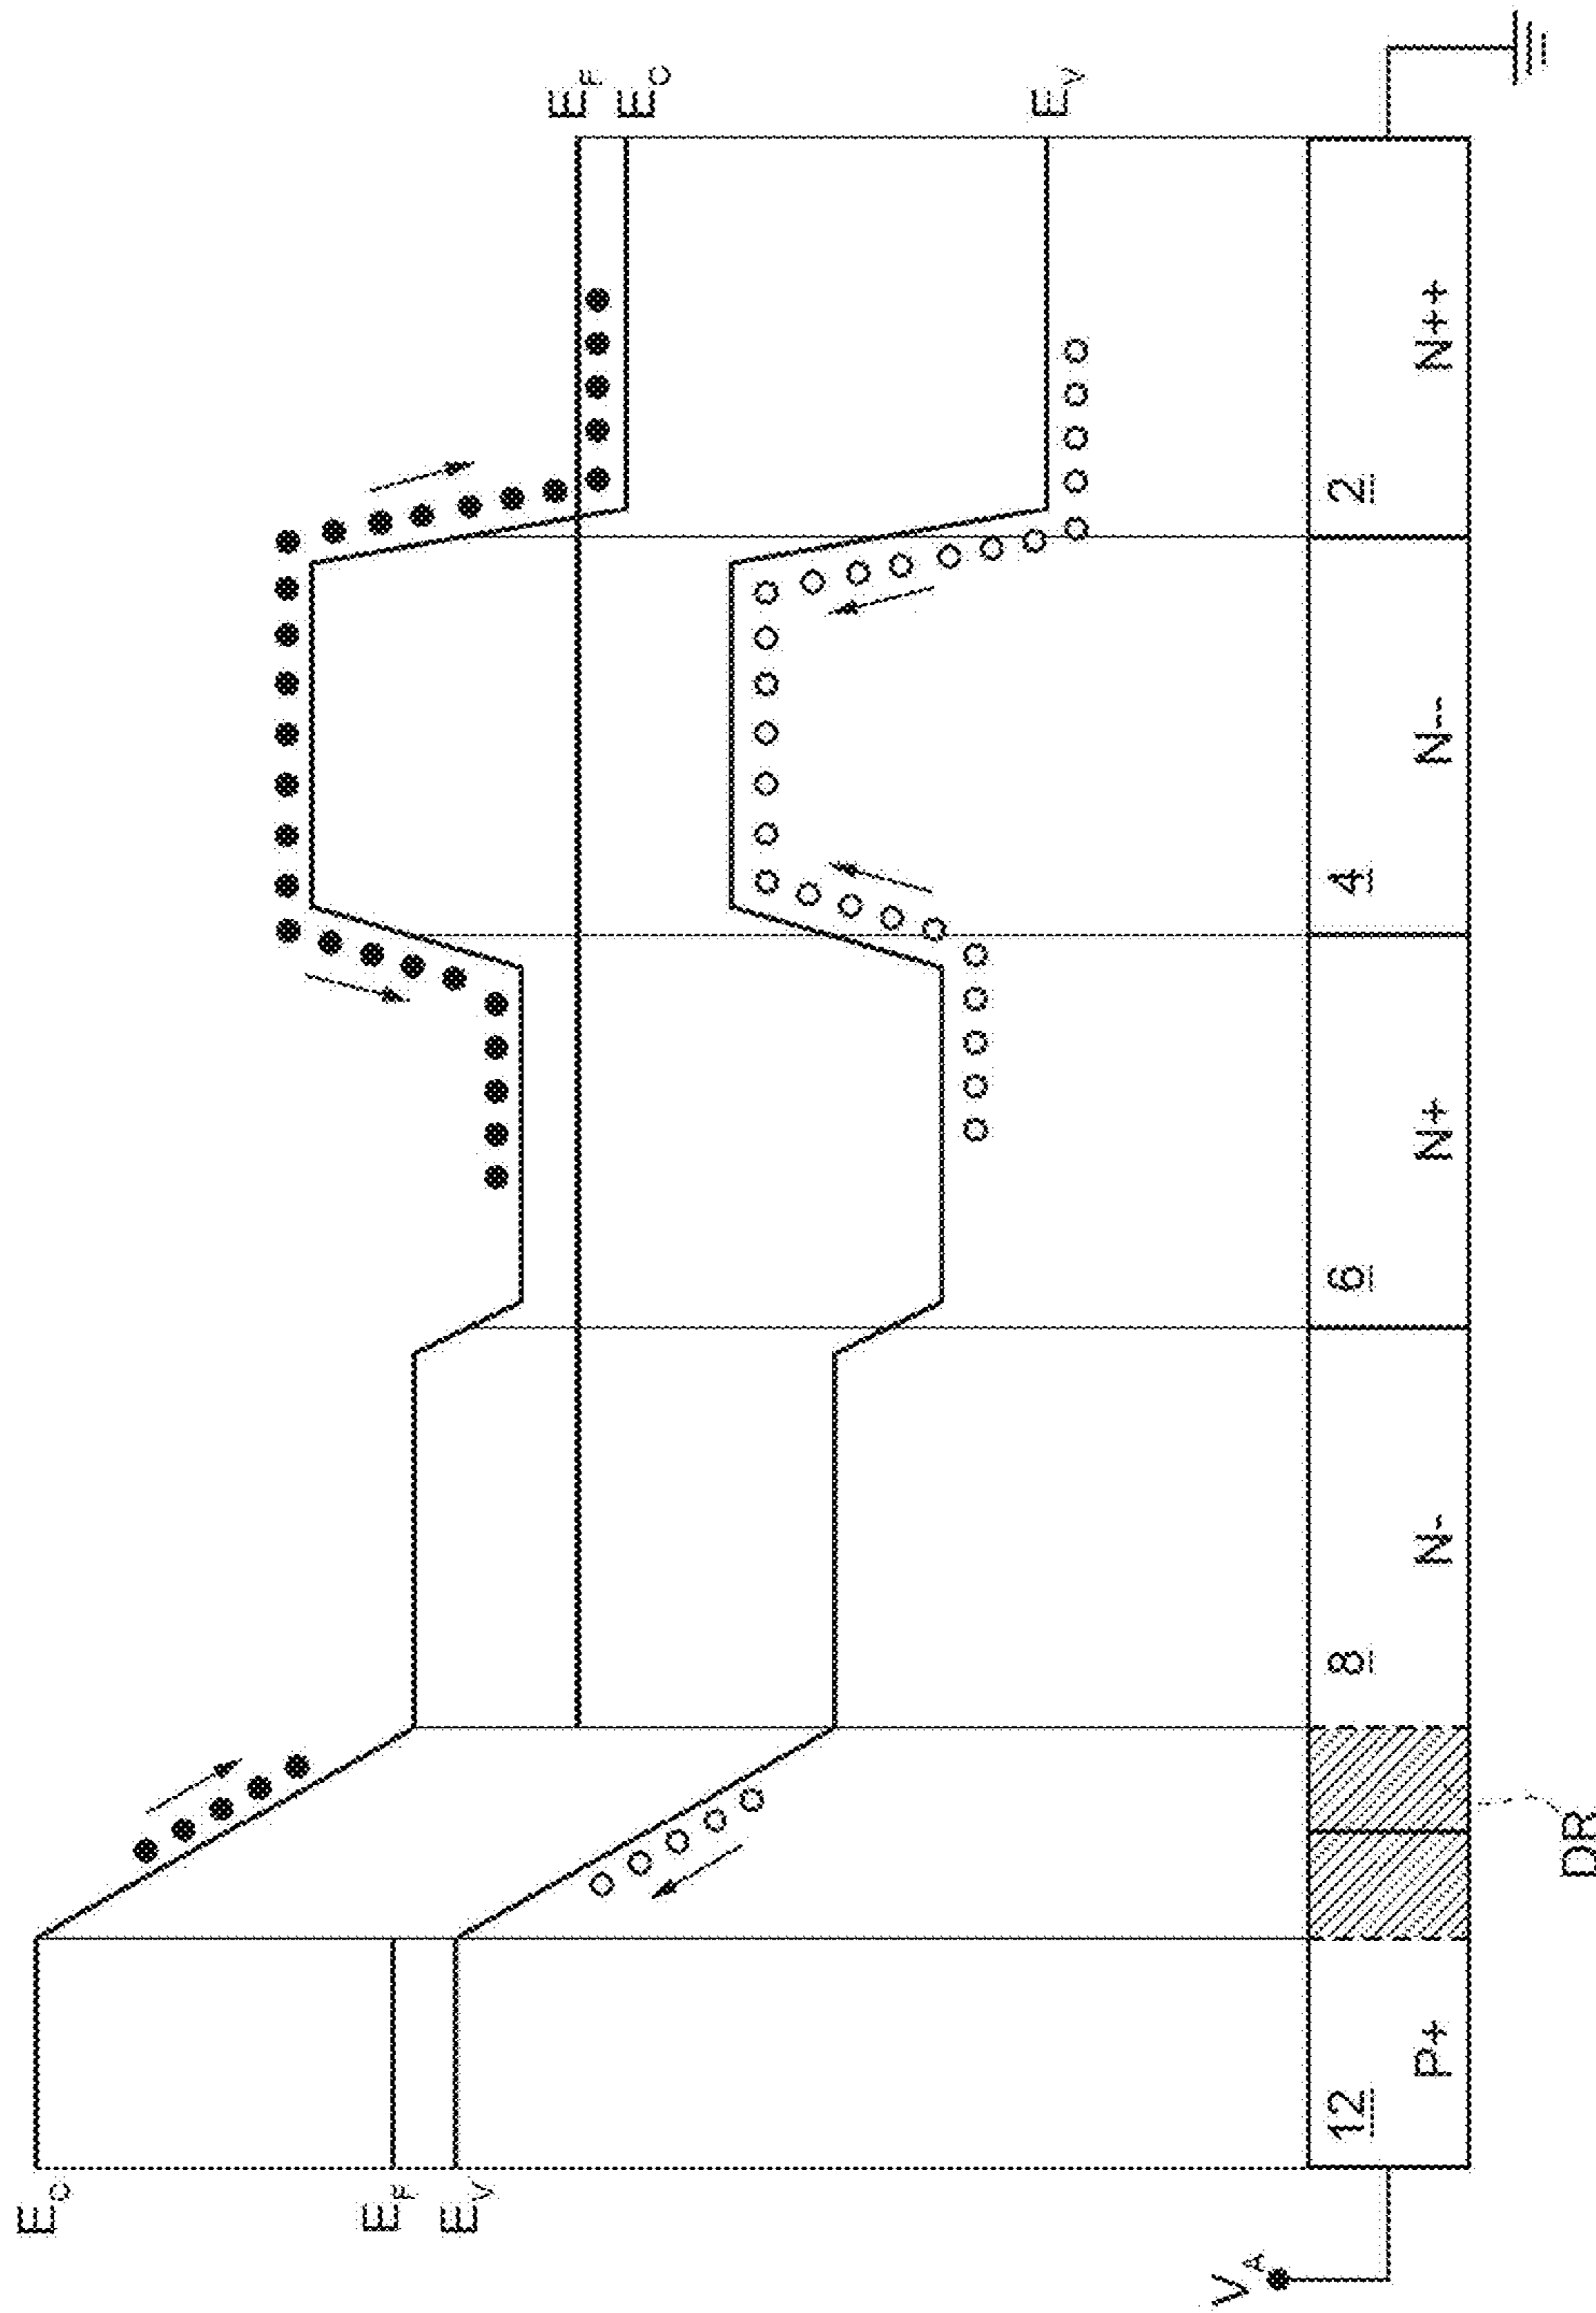 EC
EF
EV
EF
EC
EV
VA
12
8
6
4
2
P+
N-
N+
N--
N++
DR